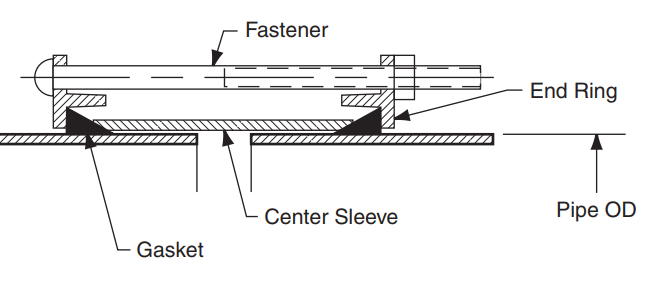 Fastener
End Ring
Pipe OD
Center Sleeve
Gasket